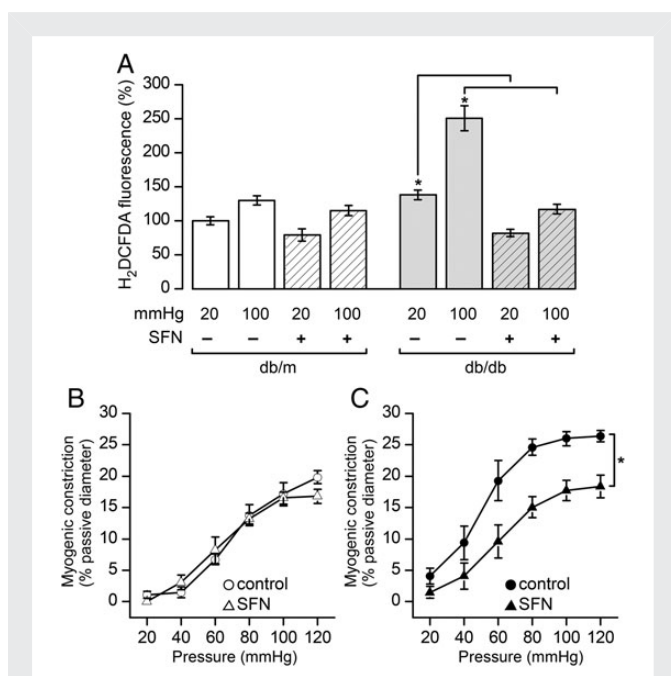 A
H₂DCFDA fluorescence (%)
300
250
200
150
100
50
0
*
*
mmHg 20 100 20 100 20 100 20 100
SFN – – + + – – + +
db/m db/db
B
Myogenic constriction
(% passive diameter)
30
25
20
15
10
5
0
control
SFN
20 40 60 80 100 120
Pressure (mmHg)
C
Myogenic constriction
(% passive diameter)
30
25
20
15
10
5
0
*
control
SFN
20 40 60 80 100 120
Pressure (mmHg)